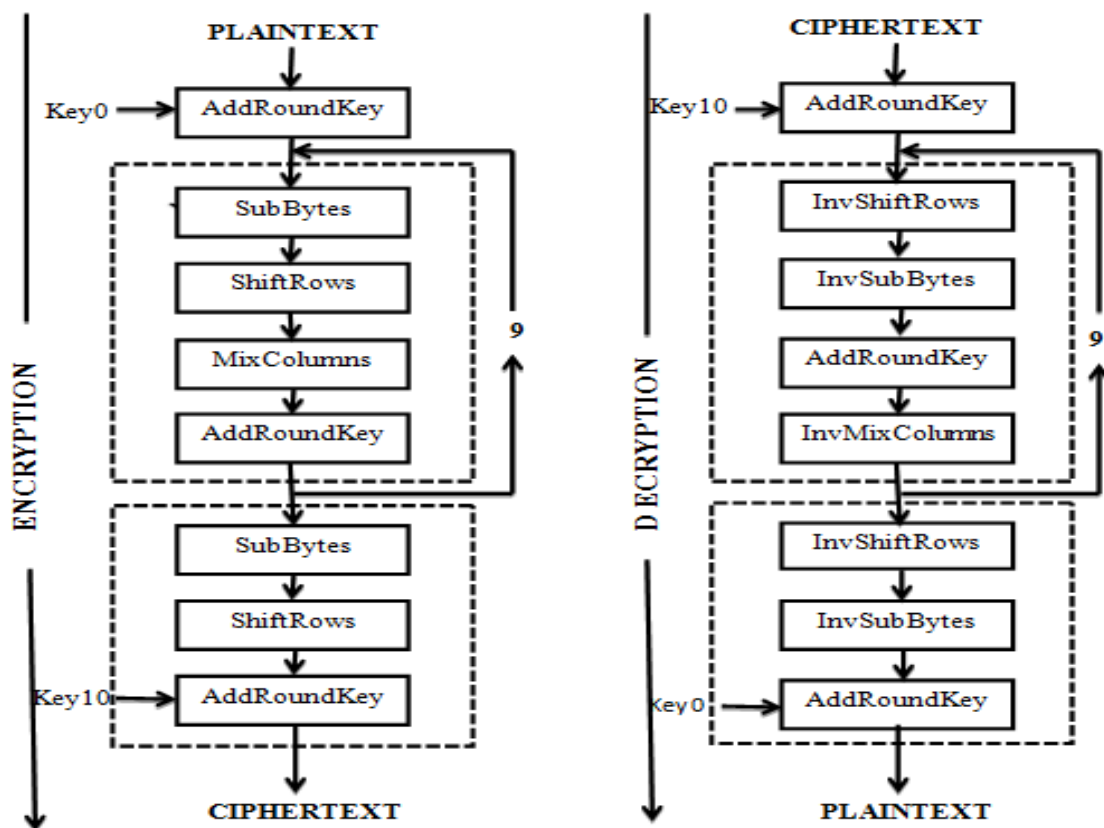 PLAINTEXT
Key0
AddRoundKey
SubBytes
ShiftRows
MixColumns
AddRoundKey
9
SubBytes
ShiftRows
Key10
AddRoundKey
CIPHERTEXT
ENCRYPTION
CIPHERTEXT
Key10
AddRoundKey
InvShiftRows
InvSubBytes
AddRoundKey
InvMixColumns
9
InvShiftRows
InvSubBytes
Key0
AddRoundKey
PLAINTEXT
DECRYPTION